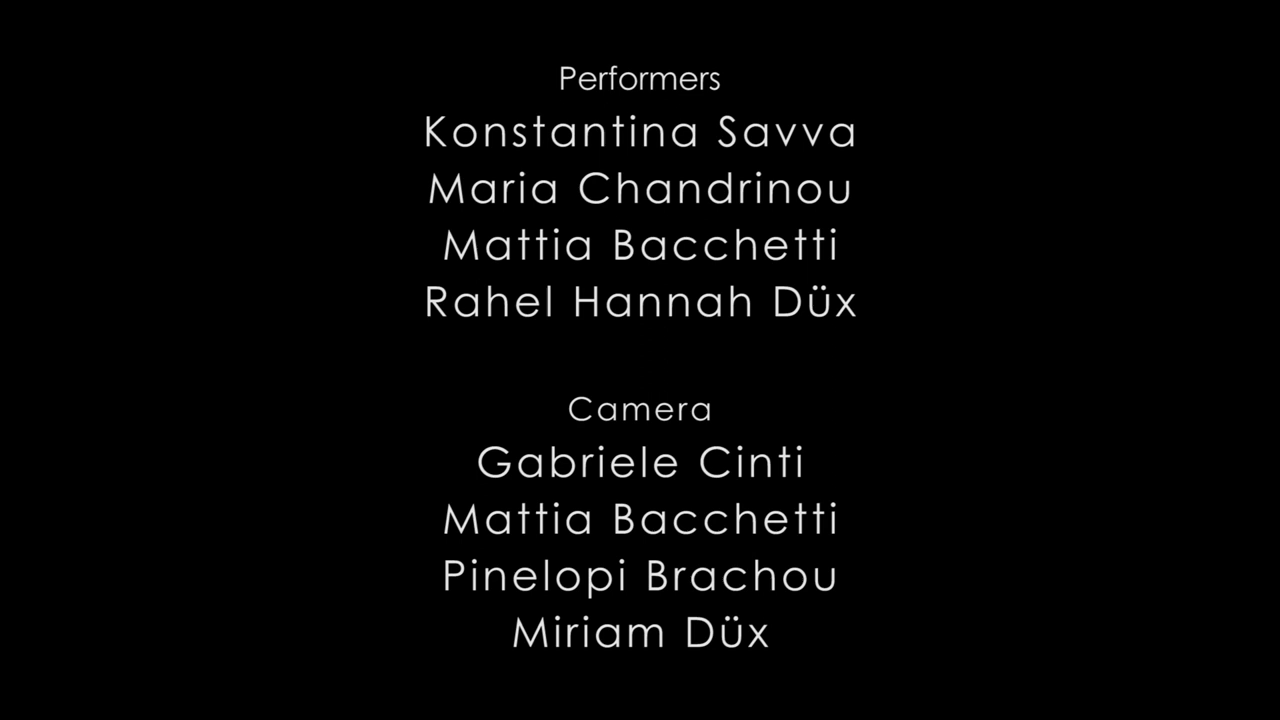 Performers
Konstantina Savva
Maria Chandrinou
Mattia Bacchetti
Rahel Hannah Düx
Camera
Gabriele Cinti
Mattia Bacchetti
Pinelopi Brachou
Miriam Düx